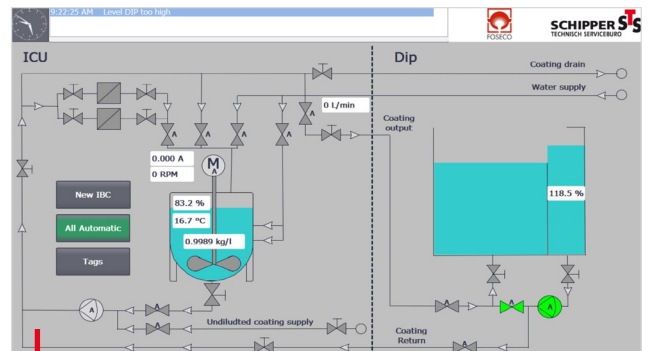 9:22:25 AM Level DIP too high
FOSECO
SCHIPPER STS
TECHNISCH SERVICEBURO
ICU
Dip
Coating drain
Water supply
0 L/min
Coating
output
0.000 A
0 RPM
M
A
New IBC
83.2 %
118.5 %
16.7 °C
All Automatic
0.9989 kg/l
Tags
A
A
Undiludted coating supply
Coating
Return